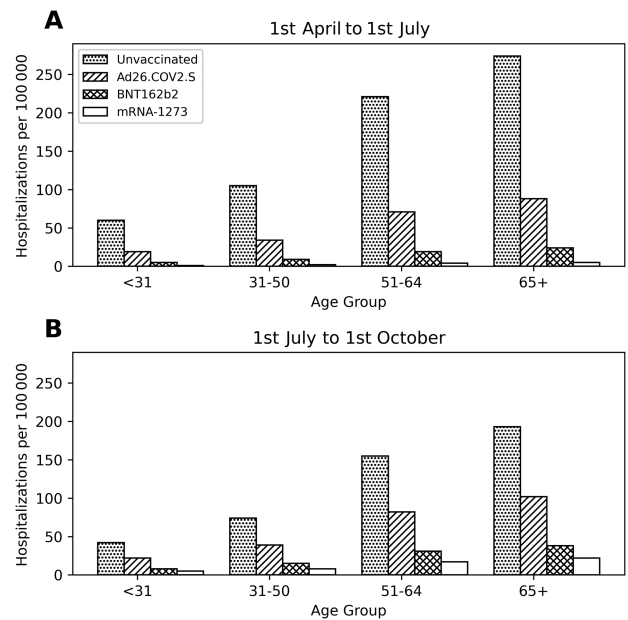 A
1st April to 1st July
Hospitalizations per 100 000
250
200
150
100
50
0
Unvaccinated
Ad26.COV2.S
BNT162b2
mRNA-1273
<31
31-50
51-64
65+
Age Group
B
1st July to 1st October
Hospitalizations per 100 000
250
200
150
100
50
0
<31
31-50
51-64
65+
Age Group